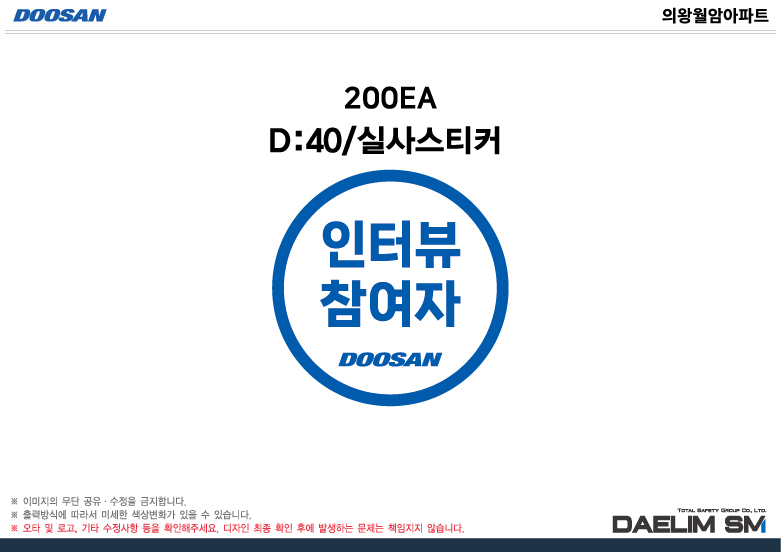 DOOSAN
의왕월암아파트
200EA
D:40/실사스티커
인터뷰
참여자
DOOSAN
※ 이미지의 무단 공유·수정을 금지합니다.
※ 출력방식에 따라서 미세한 색상변화가 있을 수 있습니다.
※ 오타 및 로고, 기타 수정사항 등을 확인해주세요. 디자인 최종 확인 후에 발생하는 문제는 책임지지 않습니다.
TOTAL SAFETY GROUP CO., LTD.
DAELIM SM